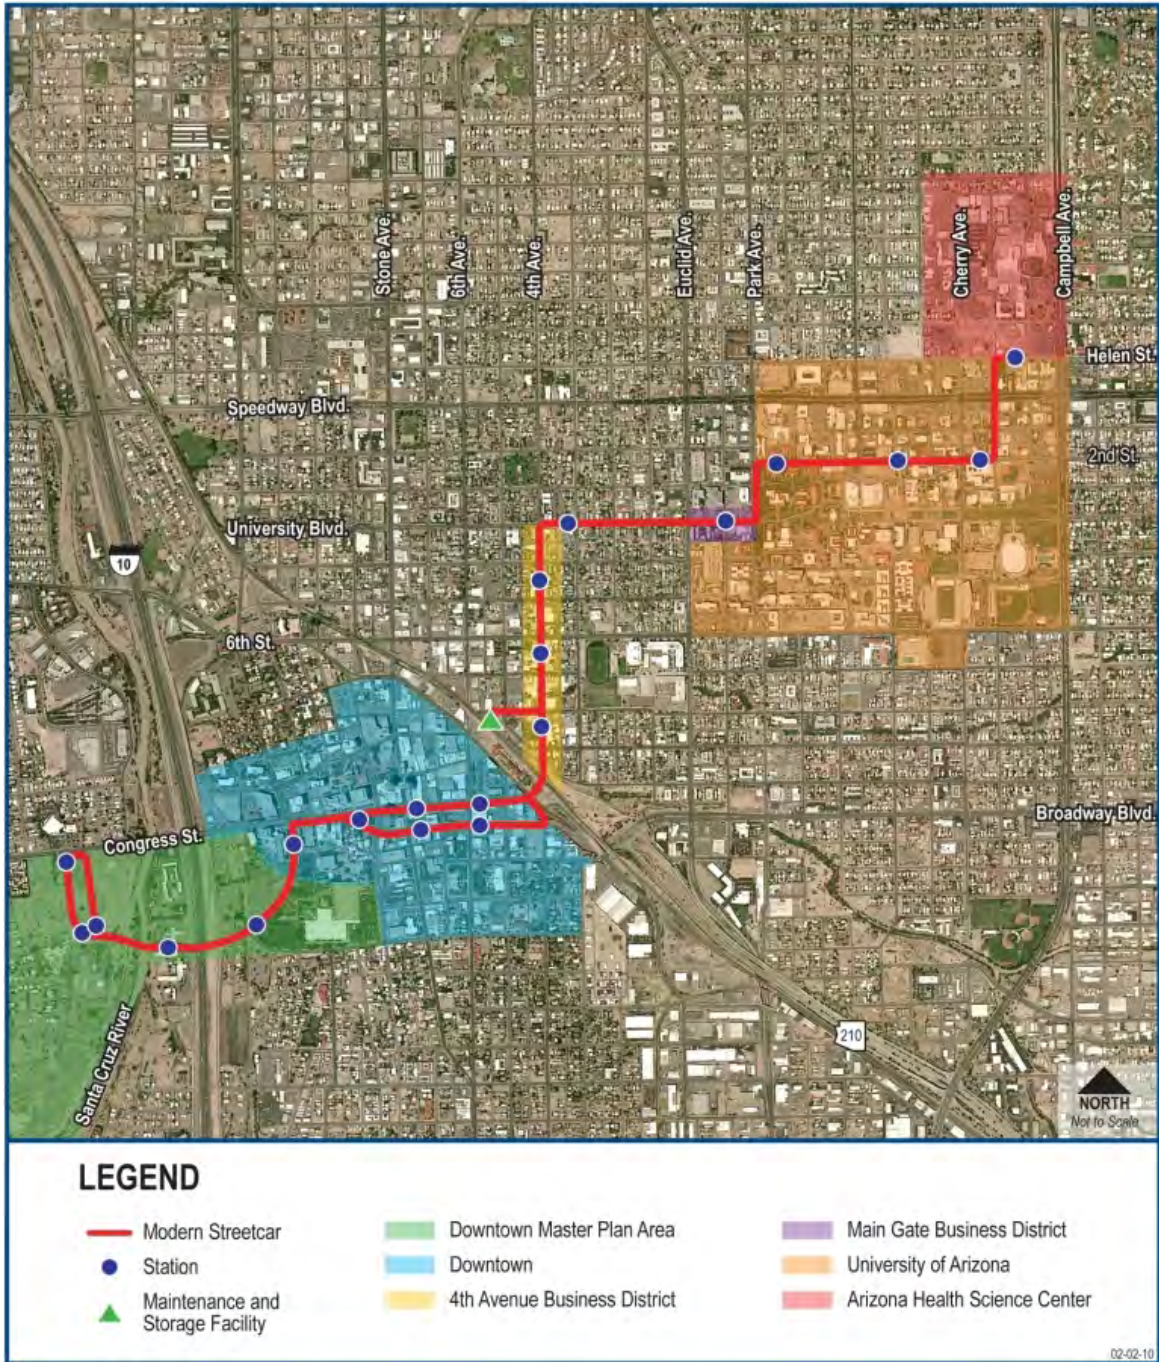 Stone Ave.
6th Ave.
4th Ave.
Euclid Ave.
Park Ave.
Cherry Ave.
Campbell Ave.
Helen St.
Speedway Blvd.
2nd St.
University Blvd.
10
6th St.
Broadway Blvd.
Congress St.
Santa Cruz River
210
NORTH
Not to Scale
LEGEND
Modern Streetcar
Station
Maintenance and
Storage Facility
Downtown Master Plan Area
Downtown
4th Avenue Business District
Main Gate Business District
University of Arizona
Arizona Health Science Center
02-02-10